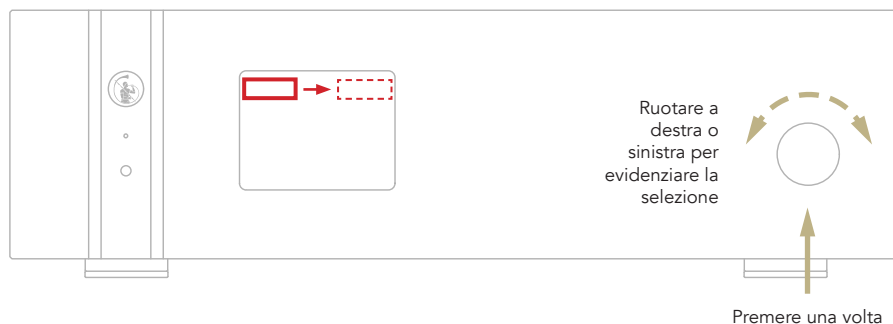 Ruotare a
destra o
sinistra per
evidenziare la
selezione
Premere una volta